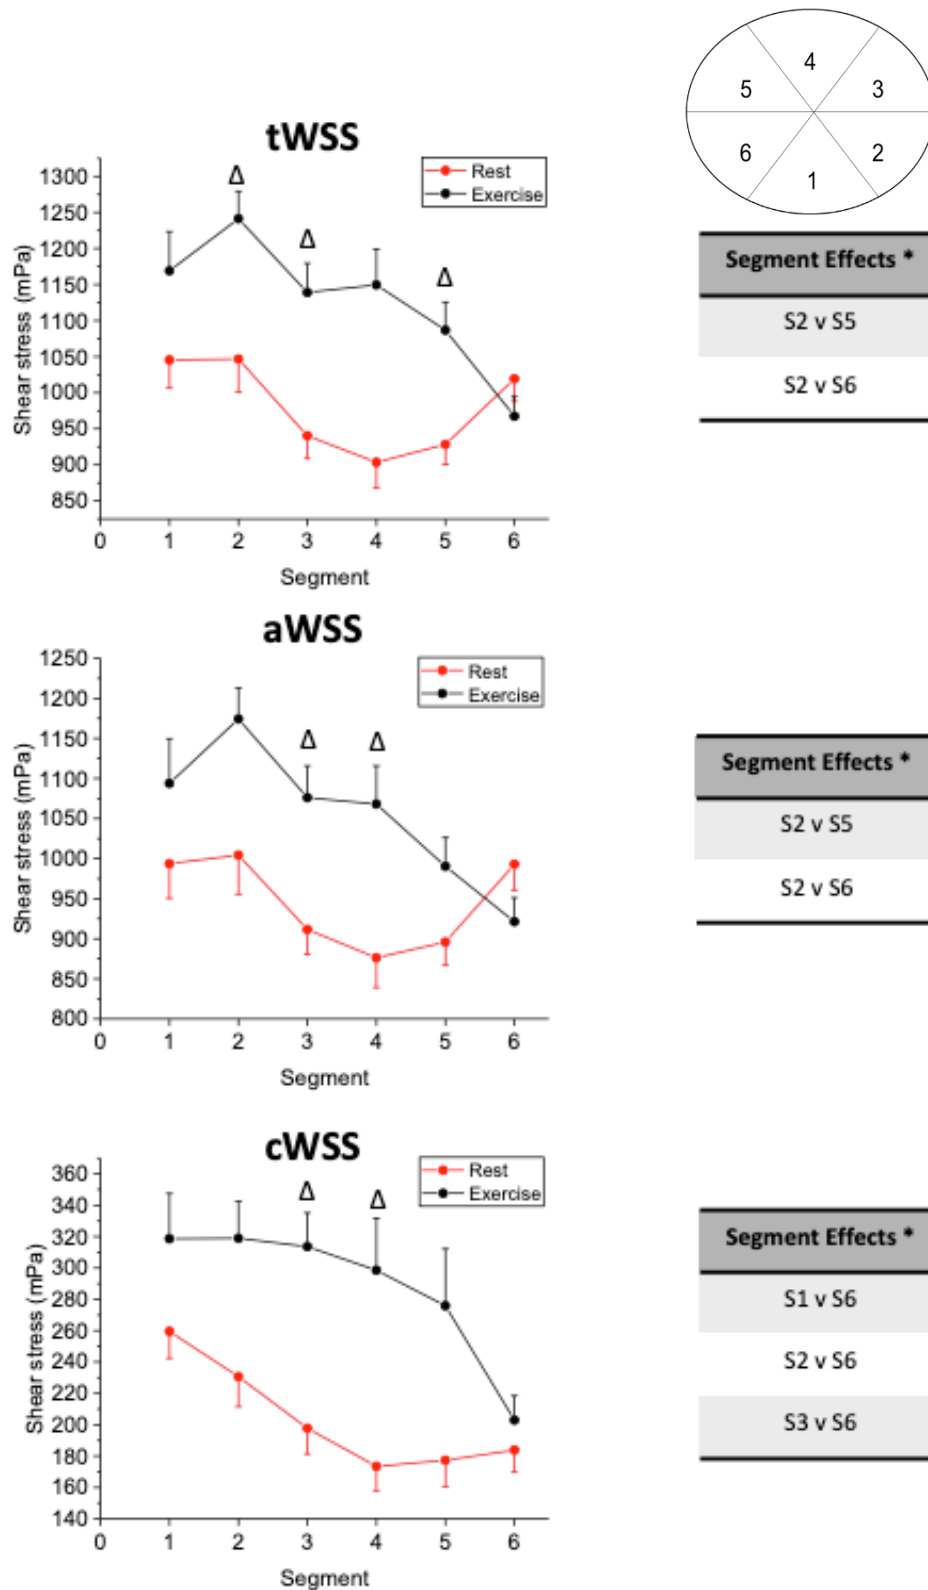 4
5
3
6
2
1
tWSS
Rest
Exercise
Δ
Δ
Δ
1300
1250
1200
1150
1100
1050
1000
950
900
850
Shear stress (mPa)
0 1 2 3 4 5 6
Segment
Segment Effects *
S2 v S5
S2 v S6
aWSS
Rest
Exercise
Δ
Δ
1250
1200
1150
1100
1050
1000
950
900
850
800
Shear stress (mPa)
0 1 2 3 4 5 6
Segment
Segment Effects *
S2 v S5
S2 v S6
cWSS
Rest
Exercise
Δ
Δ
360
340
320
300
280
260
240
220
200
180
160
140
Shear stress (mPa)
0 1 2 3 4 5 6
Segment
Segment Effects *
S1 v S6
S2 v S6
S3 v S6